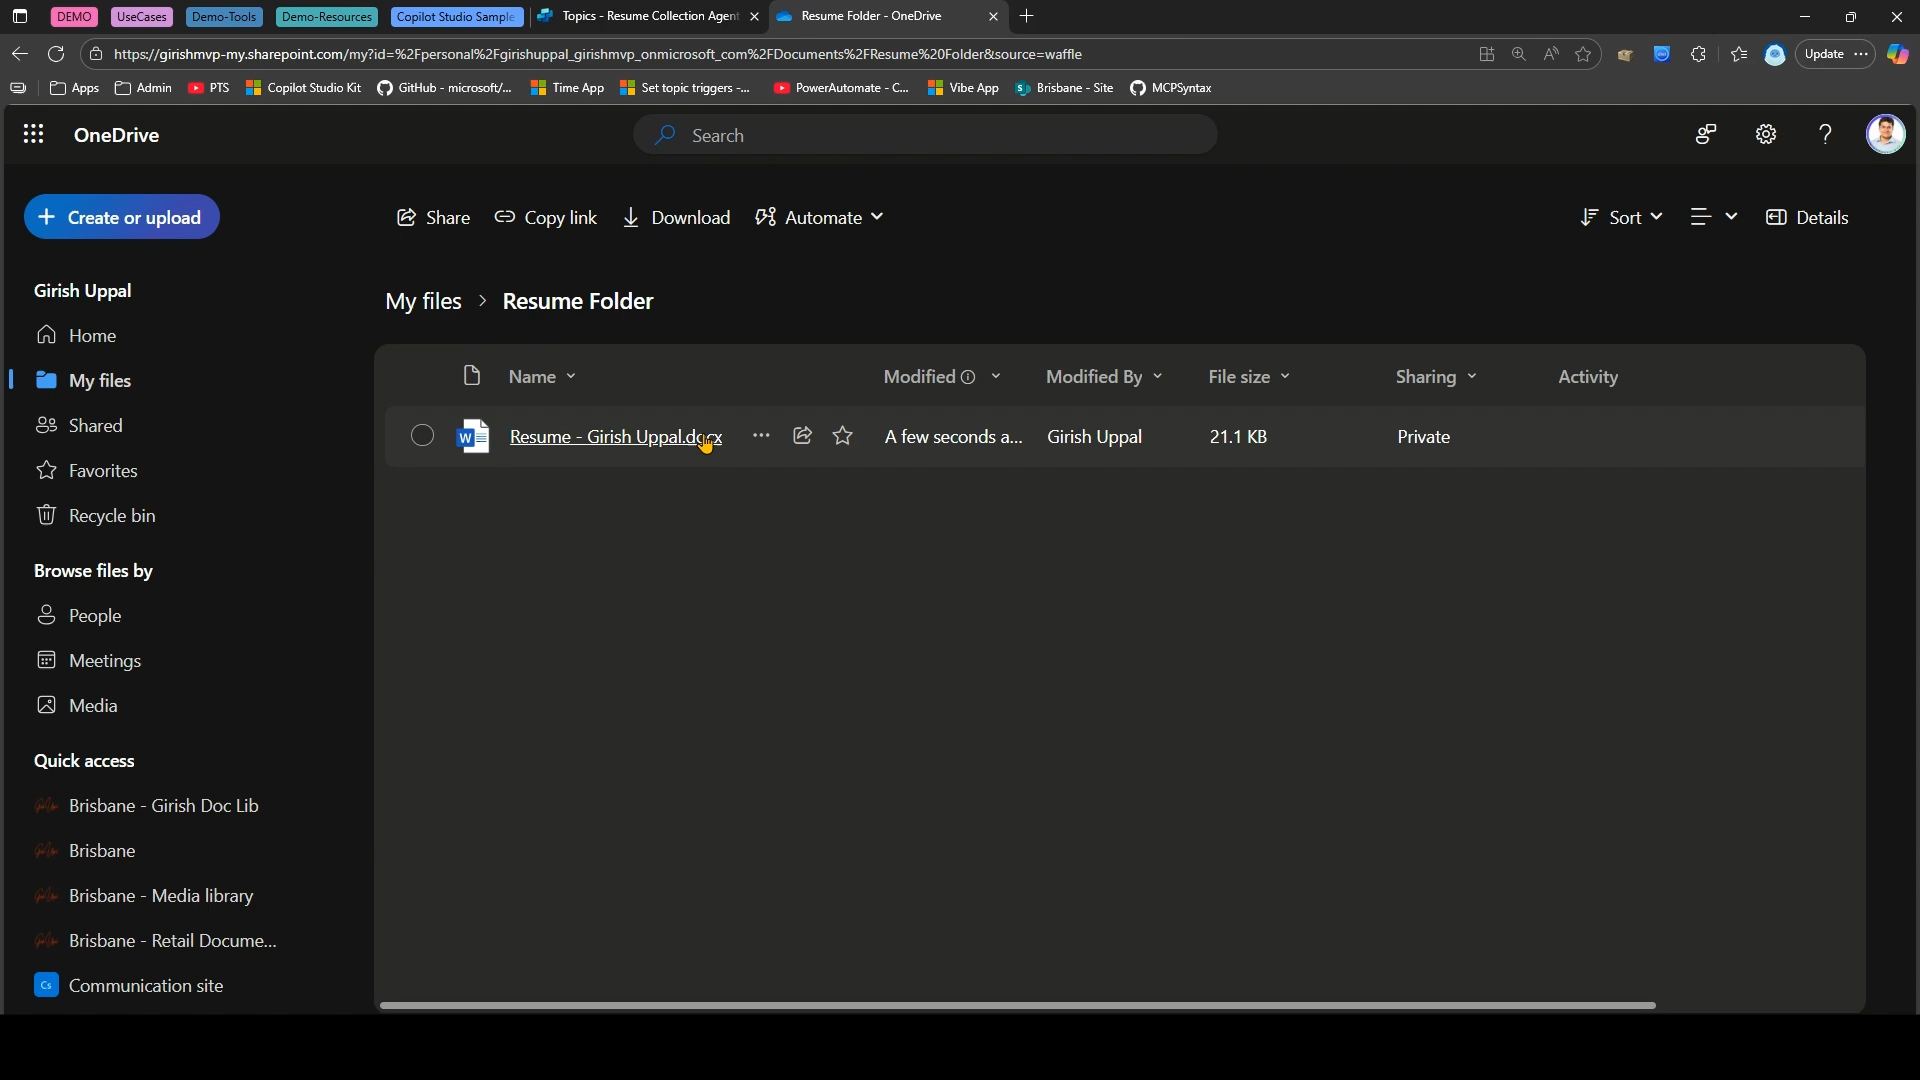 DEMO UseCases Demo-Tools Demo-Resources Copilot Studio Sample Topics - Resume Collection Agent Resume Folder - OneDrive
https://girishmvp-my.sharepoint.com/my?id=%2Fpersonal%2Fgirishuppal_girishmvp_onmicrosoft_com%2FDocuments%2FResume%20Folder&source=waffle Update
Apps Admin PTS Copilot Studio Kit GitHub - microsoft/... Time App Set topic triggers -... PowerAutomate - C... Vibe App Brisbane - Site MCPSyntax
OneDrive Search
Create or upload Share Copy link Download Automate Sort Details
Girish Uppal
My files > Resume Folder
Home
Name Modified Modified By File size Sharing Activity
My files
Shared
Resume - Girish Uppal.docx A few seconds a... Girish Uppal 21.1 KB Private
Favorites
Recycle bin
Browse files by
People
Meetings
Media
Quick access
Brisbane - Girish Doc Lib
Brisbane
Brisbane - Media library
Brisbane - Retail Docume...
Cs Communication site